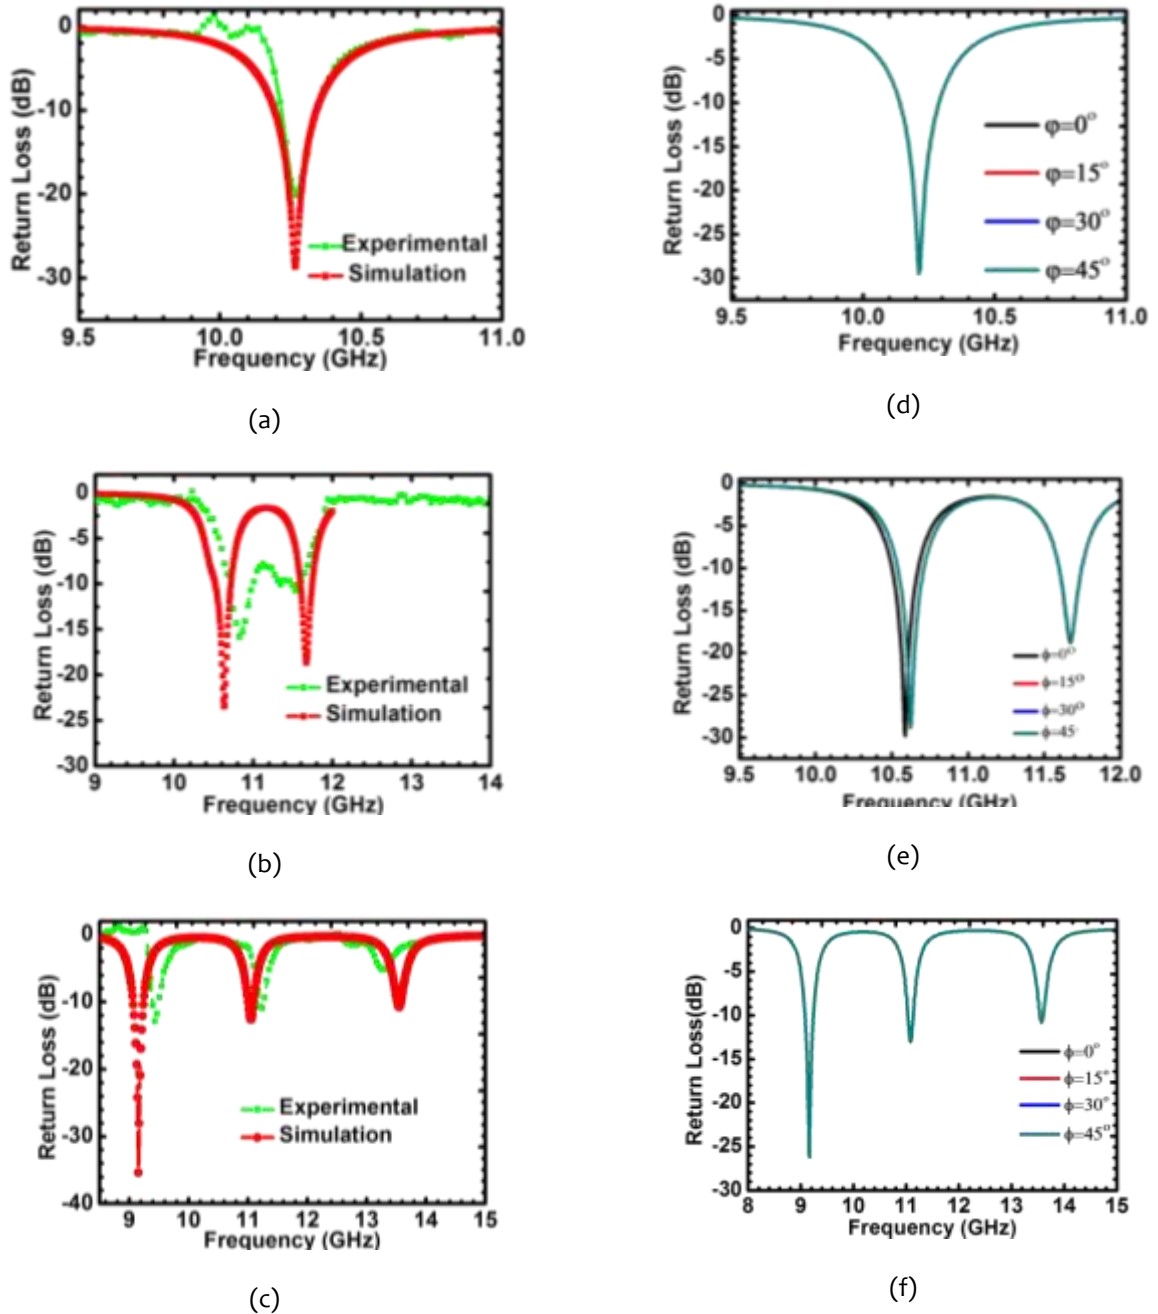 0
-10
-20
-30
Return Loss (dB)
Experimental
Simulation
9.5 10.0 10.5 11.0
Frequency (GHz)
(a)
0
-5
-10
-15
-20
-25
-30
Return Loss (dB)
φ=0°
φ=15°
φ=30°
φ=45°
9.5 10.0 10.5 11.0
Frequency (GHz)
(d)
0
-5
-10
-15
-20
-25
-30
Return Loss (dB)
Experimental
Simulation
9 10 11 12 13 14
Frequency (GHz)
(b)
0
-5
-10
-15
-20
-25
-30
Return Loss (dB)
ϕ=0°
ϕ=15°
ϕ=30°
ϕ=45
9.5 10.0 10.5 11.0 11.5 12.0
Frequency (GHz)
(e)
0
-10
-20
-30
-40
Return Loss (dB)
Experimental
Simulation
9 10 11 12 13 14 15
Frequency (GHz)
(c)
0
-5
-10
-15
-20
-25
-30
Return Loss(dB)
ϕ=0°
ϕ=15°
ϕ=30°
ϕ=45°
8 9 10 11 12 13 14 15
Frequency (GHz)
(f)